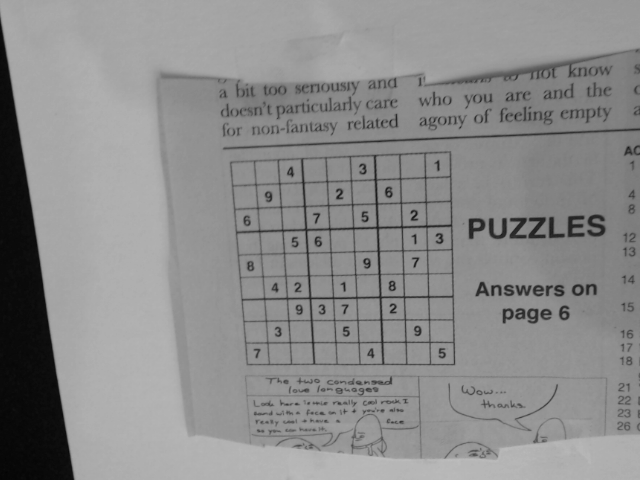 a bit too seriously and
doesn't particularly care
for non-fantasy related
to not know
who you are and the
agony of feeling empty
4 3 1
9 2 6
6 7 5 2
5 6 1 3
8 9 7
4 2 1 8
9 3 7 2
3 5 9
7 4 5
PUZZLES
Answers on
page 6
AC
1
4
8
12
13
14
15
16
17
18
21
22
23
26
The two condensed
love languages
Look here is one really cool rock I
found with a face on it + you're also
really cool + have a face
so you can have it.
Wow...
thanks